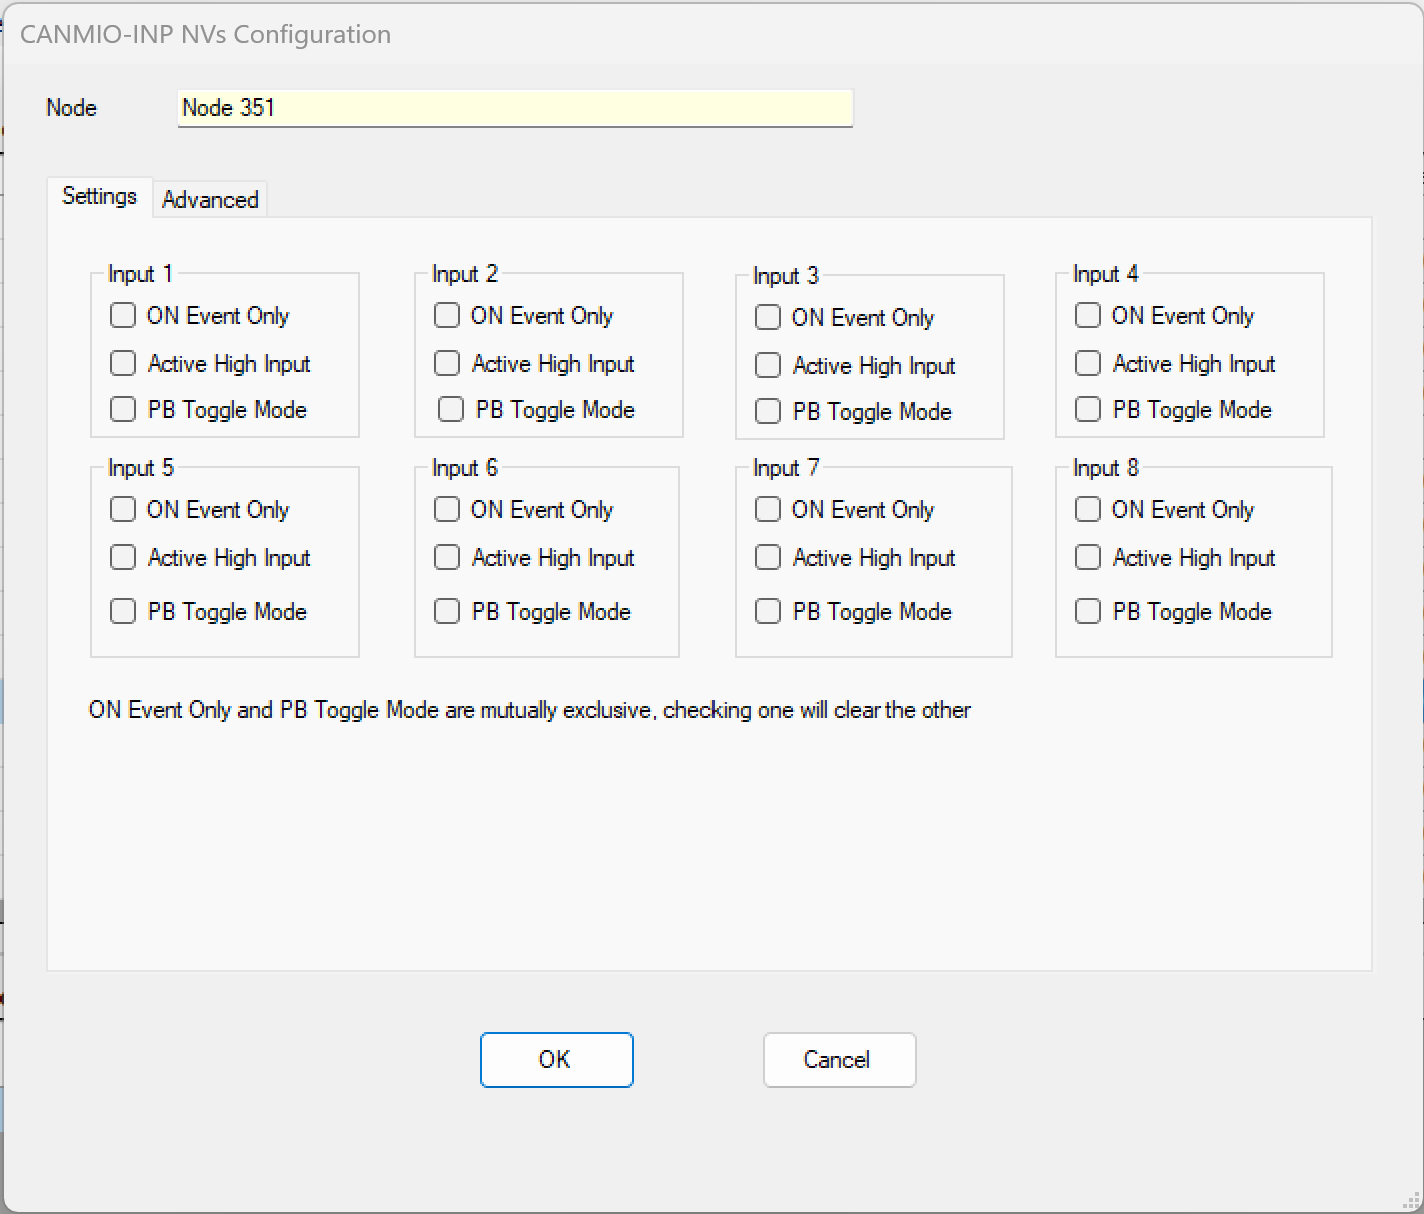 CANMIO-INP NVs Configuration
Node
Node 351
Settings
Advanced
Input 1
ON Event Only
Active High Input
PB Toggle Mode
Input 2
ON Event Only
Active High Input
PB Toggle Mode
Input 3
ON Event Only
Active High Input
PB Toggle Mode
Input 4
ON Event Only
Active High Input
PB Toggle Mode
Input 5
ON Event Only
Active High Input
PB Toggle Mode
Input 6
ON Event Only
Active High Input
PB Toggle Mode
Input 7
ON Event Only
Active High Input
PB Toggle Mode
Input 8
ON Event Only
Active High Input
PB Toggle Mode
ON Event Only and PB Toggle Mode are mutually exclusive, checking one will clear the other
OK
Cancel